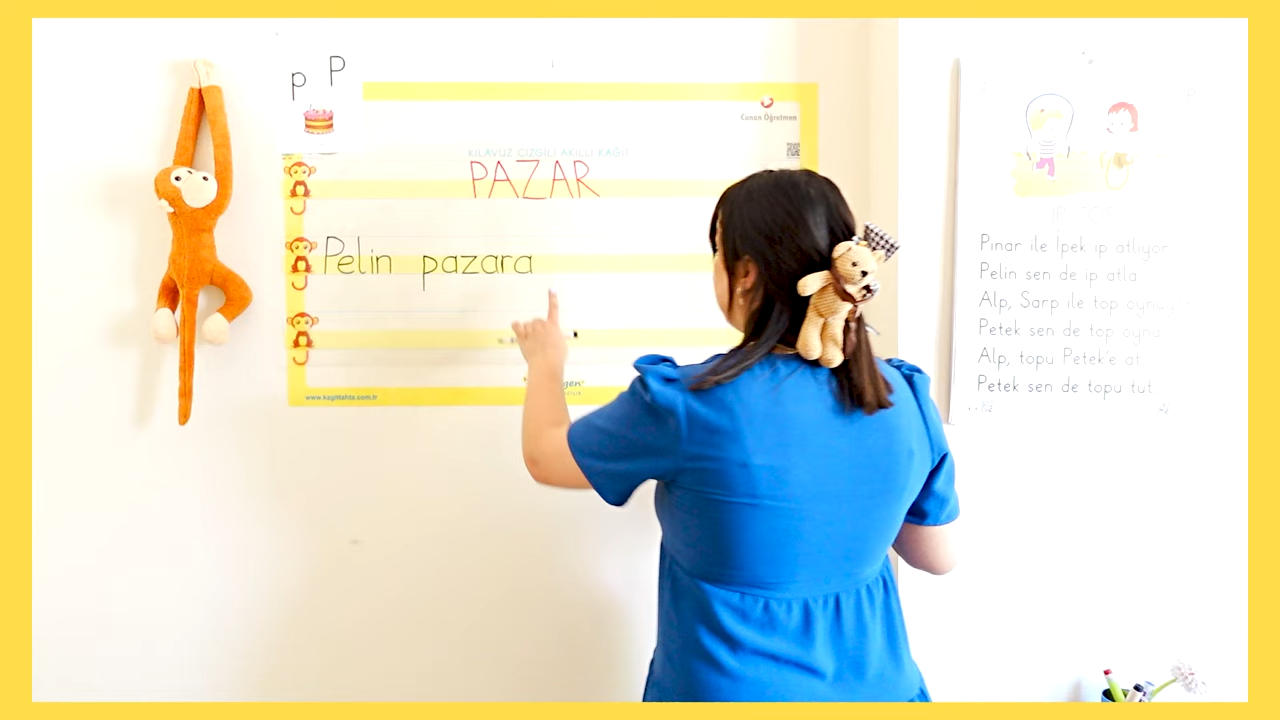 p P
Canan Öğretmen
KILAVUZ ÇİZGİLİ AKILLI KAĞIT
PAZAR
Pelin pazara
www.kagittahta.com.tr
Pınar ile İpek ip atlıyor
Pelin sen de ip atla
Alp, Sarp ile top
Petek sen de top oyna
Alp, topu Petek'e at
Petek sen de topu tut